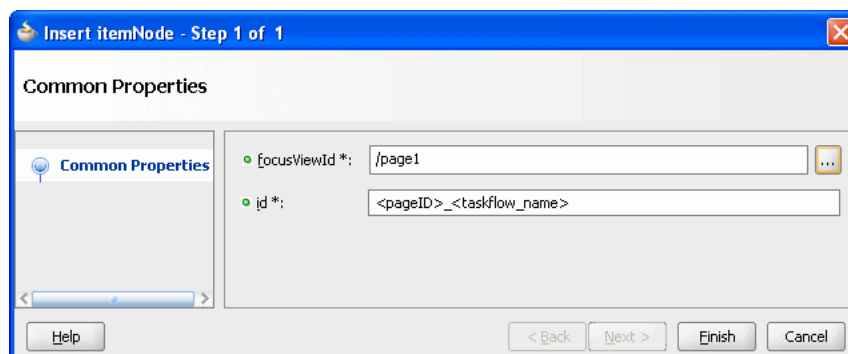 Insert itemNode - Step 1 of 1
Common Properties
Common Properties
focusViewId *:
/page1
...
id *:
<pageID>_<taskflow_name>
Help
< Back
Next >
Finish
Cancel